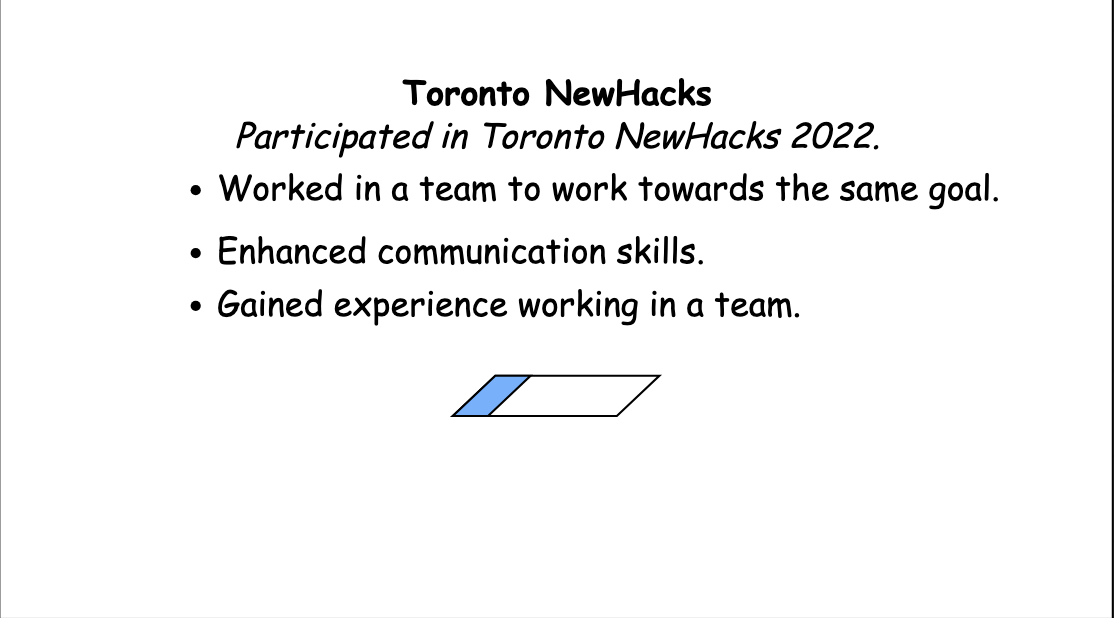 Toronto NewHacks
Participated in Toronto NewHacks 2022.
• Worked in a team to work towards the same goal.
• Enhanced communication skills.
• Gained experience working in a team.